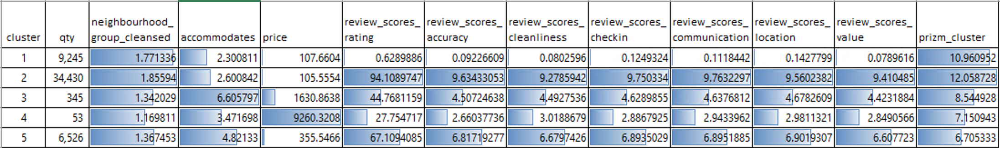 cluster qty neighbourhood_group_cleansed accommodates price review_scores_rating review_scores_accuracy review_scores_cleanliness review_scores_checkin review_scores_communication review_scores_location review_scores_value prizm_cluster
1 9,245 1.771336 2.300811 107.6604 0.6289886 0.09226609 0.0802596 0.1249324 0.1118442 0.1427799 0.0789616 10.960952
2 34,430 1.85594 2.600842 105.5554 94.1089747 9.63433053 9.2785942 9.750334 9.7632297 9.5602382 9.410485 12.058728
3 345 1.342029 6.605797 1630.8638 44.7681159 4.50724638 4.4927536 4.6289855 4.6376812 4.6782609 4.4231884 8.544928
4 53 1.169811 3.471698 9260.3208 27.754717 2.66037736 3.0188679 2.8867925 2.9433962 2.9811321 2.8490566 7.150943
5 6,526 1.367453 4.82133 355.5466 67.1094085 6.81719277 6.6797426 6.8935029 6.8951885 6.9019307 6.607723 6.705333